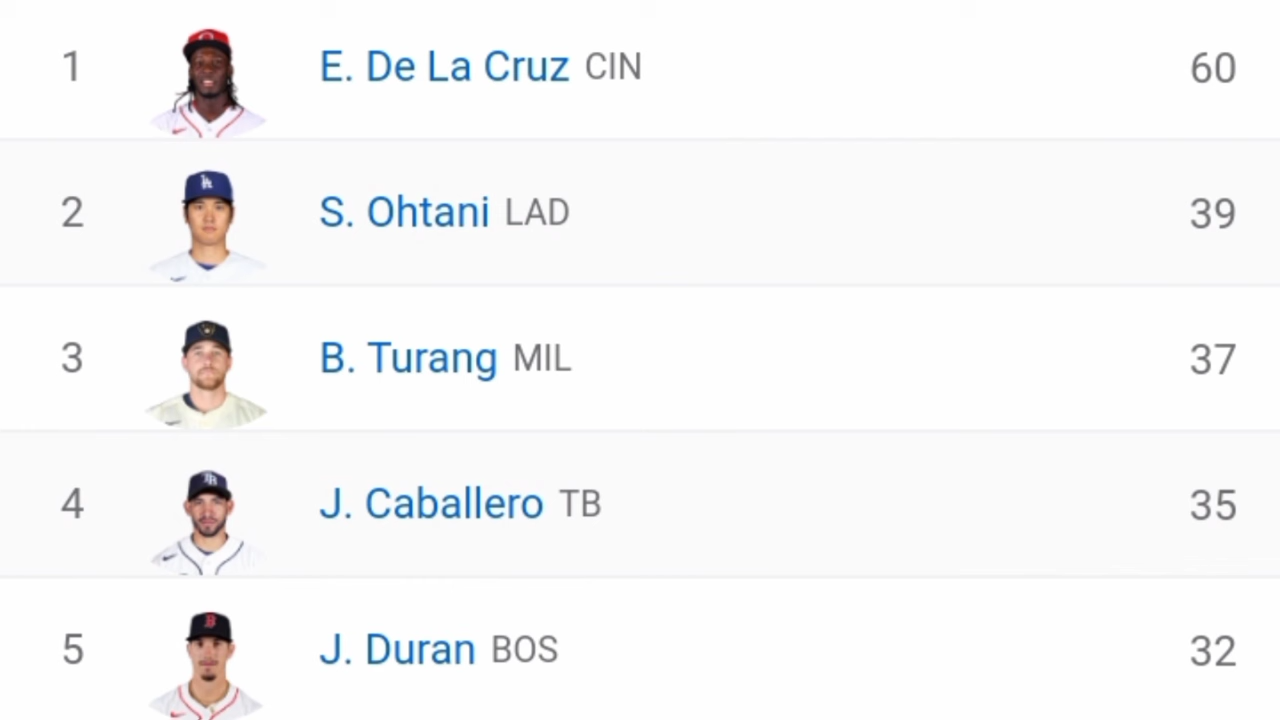 1 E. De La Cruz CIN 60
2 S. Ohtani LAD 39
3 B. Turang MIL 37
4 J. Caballero TB 35
5 J. Duran BOS 32